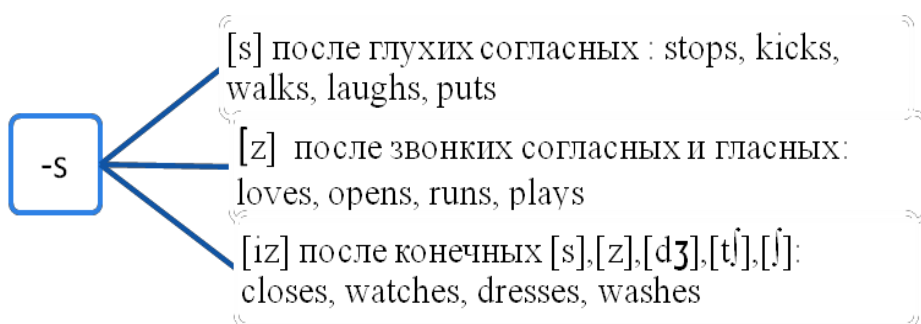 [s] после глухих согласных : stops, kicks,
walks, laughs, puts
-s
[z] после звонких согласных и гласных:
loves, opens, runs, plays
[iz] после конечных [s],[z],[dʒ],[t∫],[∫]:
closes, watches, dresses, washes